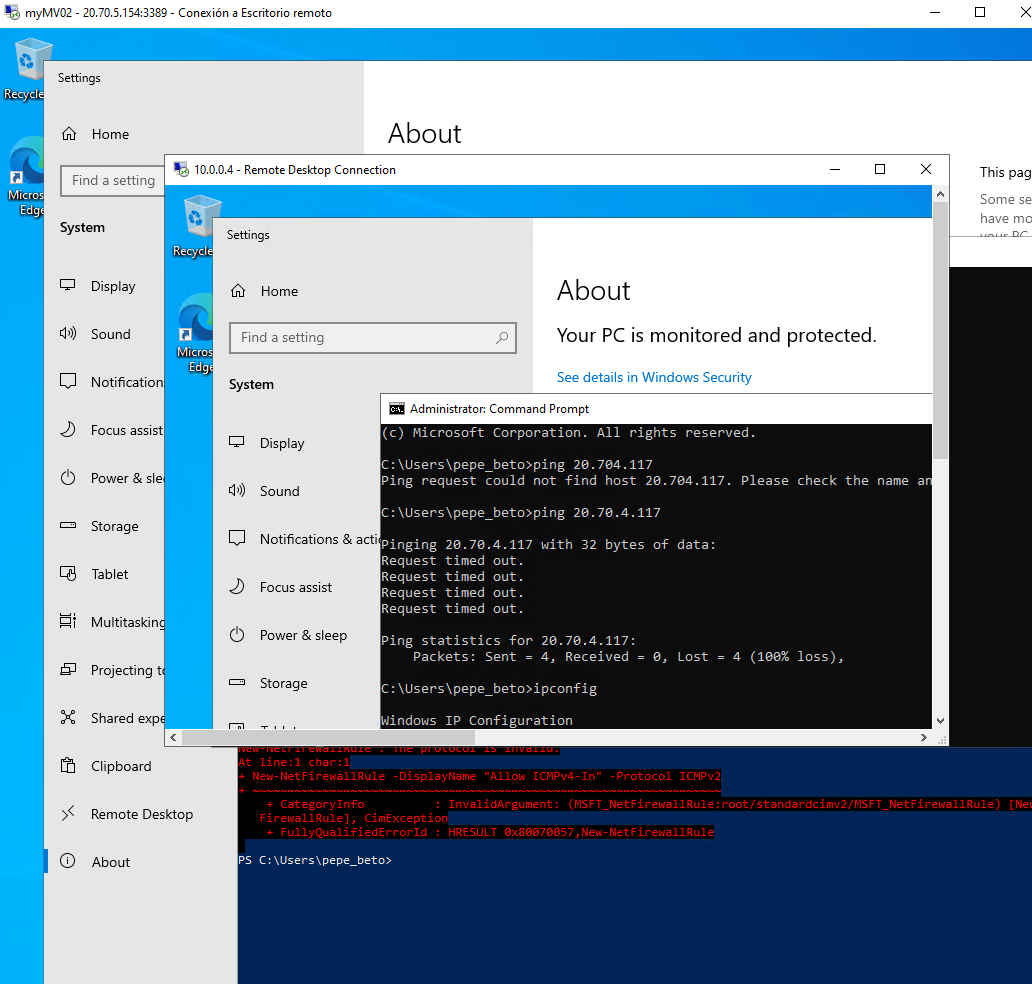 myMV02 - 20.70.5.154:3389 - Conexión a Escritorio remoto
Recycle
Micros
Edge
Settings
Home
Find a setting
System
Display
Sound
Notification
Focus assist
Power & sle
Storage
Tablet
Multitasking
Projecting to
Shared expe
Clipboard
Remote Desktop
About
About
This pag
Some se
have mo
your PC
10.0.0.4 - Remote Desktop Connection
Recycle
Micros
Edge
Settings
Home
Find a setting
System
Display
Sound
Notifications & actio
Focus assist
Power & sleep
Storage
Tablet
About
Your PC is monitored and protected.
See details in Windows Security
Administrator: Command Prompt
(c) Microsoft Corporation. All rights reserved.
C:\Users\pepe_beto>ping 20.704.117
Ping request could not find host 20.704.117. Please check the name an
C:\Users\pepe_beto>ping 20.70.4.117
Pinging 20.70.4.117 with 32 bytes of data:
Request timed out.
Request timed out.
Request timed out.
Request timed out.
Ping statistics for 20.70.4.117:
Packets: Sent = 4, Received = 0, Lost = 4 (100% loss),
C:\Users\pepe_beto>ipconfig
Windows IP Configuration
New-NetFirewallRule : The protocol is invalid.
At line:1 char:1
+ New-NetFirewallRule -DisplayName "Allow ICMPv4-In" -Protocol ICMPv2
+ ~~~~~~~~~~~~~~~~~~~~~~~~~~~~~~~~~~~~~~~~~~~~~~~~~~~~~~~~~~~~~~~~~~~
+ CategoryInfo : InvalidArgument: (MSFT_NetFirewallRule:root/standardcimv2/MSFT_NetFirewallRule) [New
FirewallRule], CimException
+ FullyQualifiedErrorId : HRESULT 0x80070057,New-NetFirewallRule
PS C:\Users\pepe_beto>